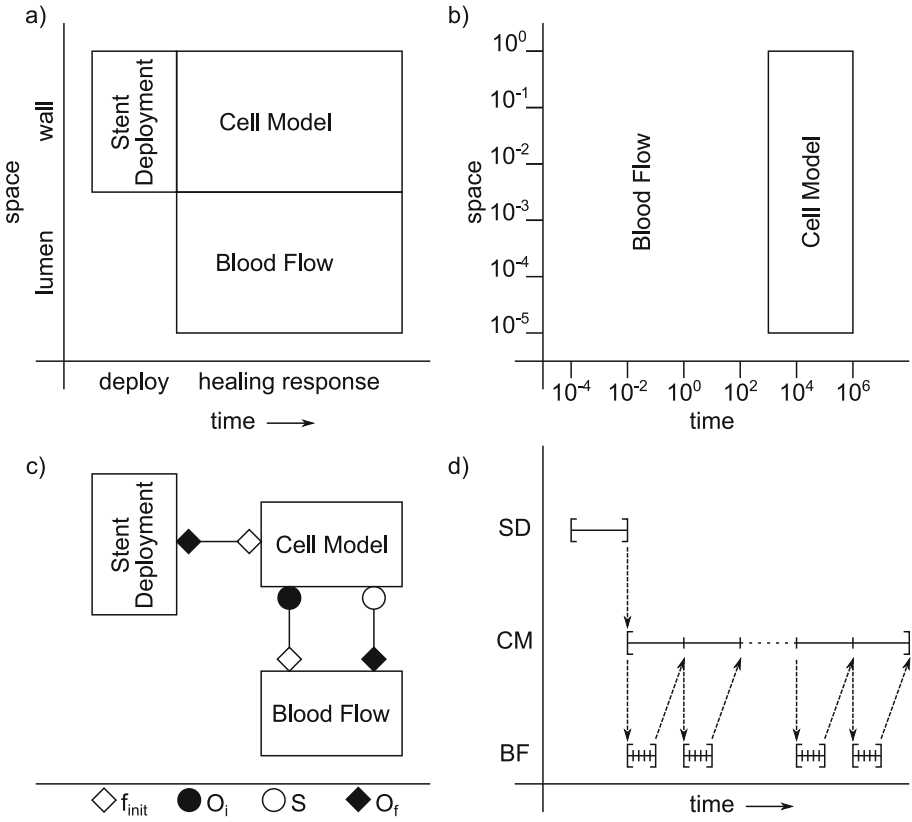 a)
wall
space
lumen
Stent
Deployment
Cell Model
Blood Flow
deploy healing response
time
b)
10^0
10^-1
10^-2
10^-3
10^-4
10^-5
space
Blood Flow
Cell Model
10^-4 10^-2 10^0 10^2 10^4 10^6
time
c)
Stent
Deployment
Cell Model
Blood Flow
f_init O_i S O_f
d)
SD
CM
BF
time